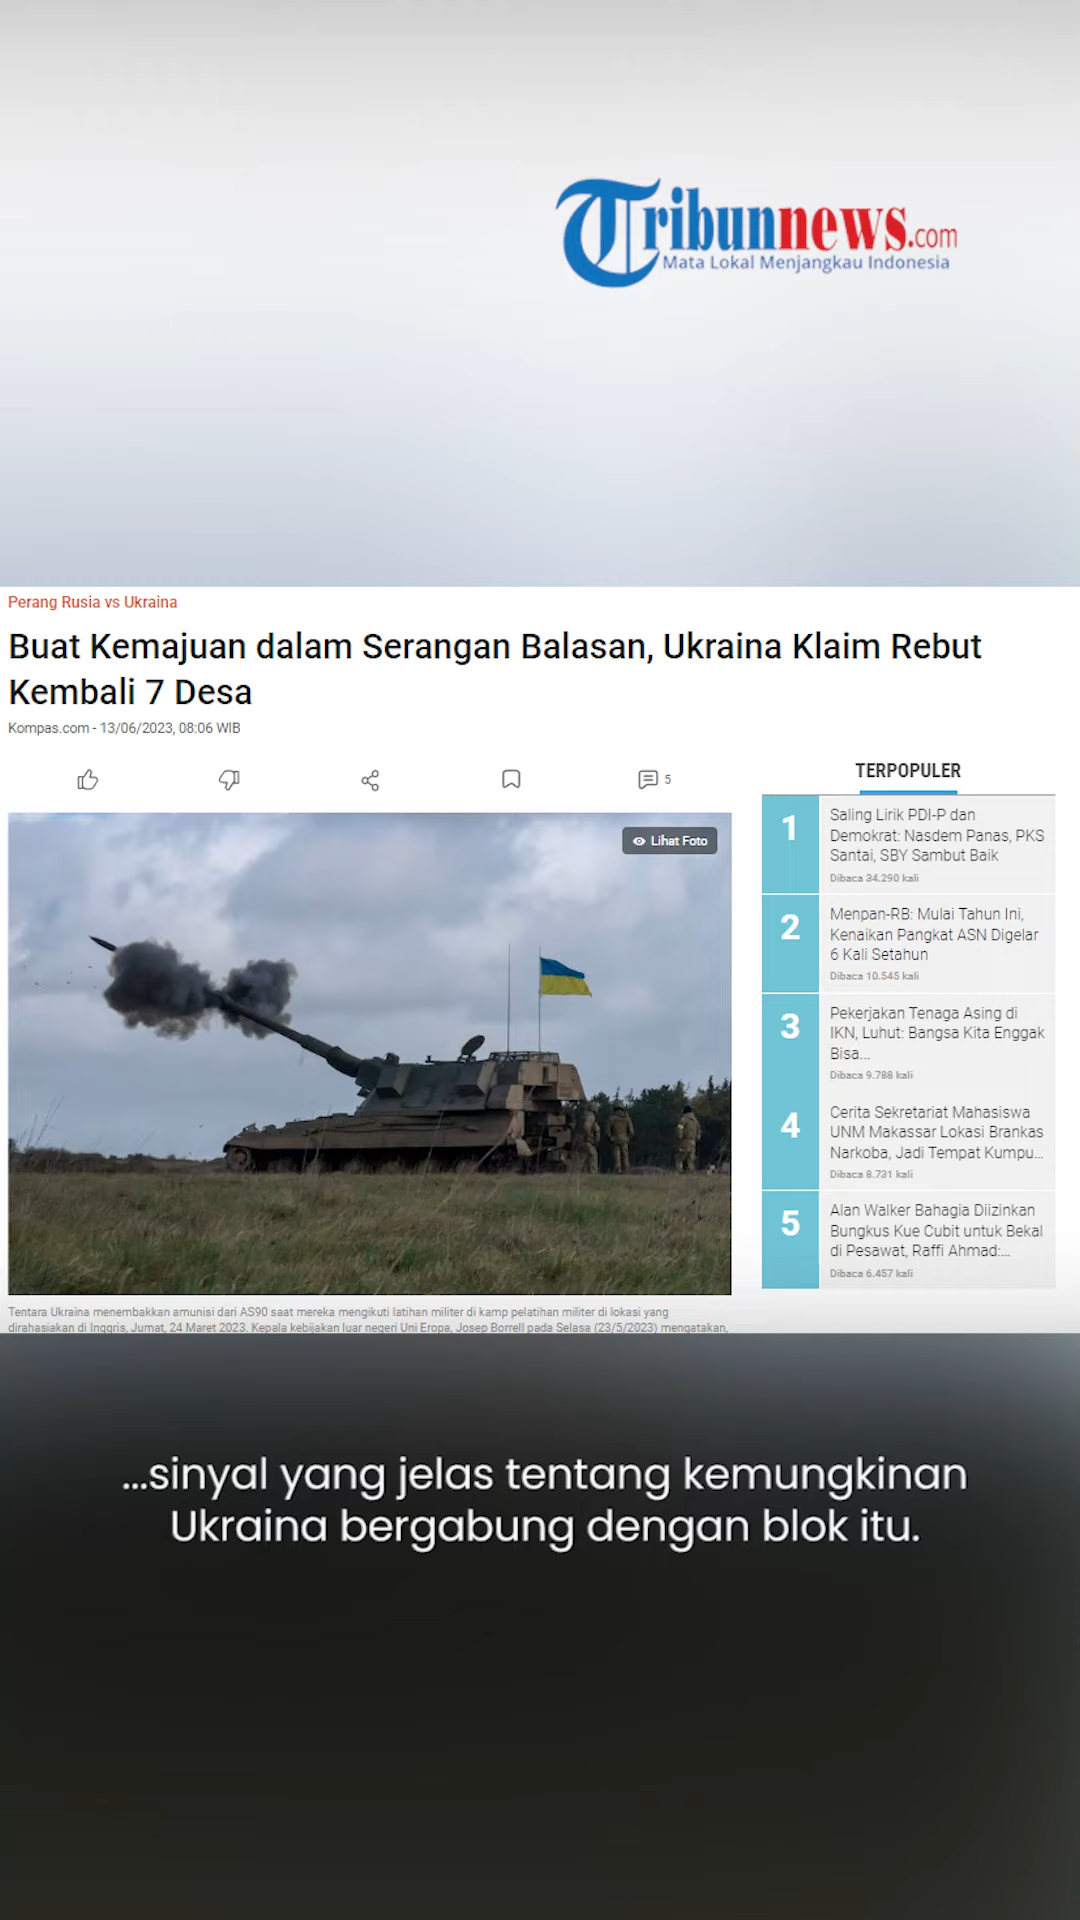 Tribunnews.com
Mata Lokal Menjangkau Indonesia
Perang Rusia vs Ukraina
Buat Kemajuan dalam Serangan Balasan, Ukraina Klaim Rebut
Kembali 7 Desa
Kompas.com - 13/06/2023, 08:06 WIB
5
Lihat Foto
Tentara Ukraina menembakkan amunisi dari AS90 saat mereka mengikuti latihan militer di kamp pelatihan militer di lokasi yang
dirahasiakan di Inggris, Jumat, 24 Maret 2023. Kepala kebijakan luar negeri Uni Eropa, Josep Borrell pada Selasa (23/5/2023) mengatakan,
TERPOPULER
1
Saling Lirik PDI-P dan
Demokrat: Nasdem Panas, PKS
Santai, SBY Sambut Baik
Dibaca 34.290 kali
2
Menpan-RB: Mulai Tahun Ini,
Kenaikan Pangkat ASN Digelar
6 Kali Setahun
Dibaca 10.545 kali
3
Pekerjakan Tenaga Asing di
IKN, Luhut: Bangsa Kita Enggak
Bisa...
Dibaca 9.788 kali
4
Cerita Sekretariat Mahasiswa
UNM Makassar Lokasi Brankas
Narkoba, Jadi Tempat Kumpu...
Dibaca 8.731 kali
5
Alan Walker Bahagia Diizinkan
Bungkus Kue Cubit untuk Bekal
di Pesawat, Raffi Ahmad:...
Dibaca 6.457 kali
...sinyal yang jelas tentang kemungkinan
Ukraina bergabung dengan blok itu.